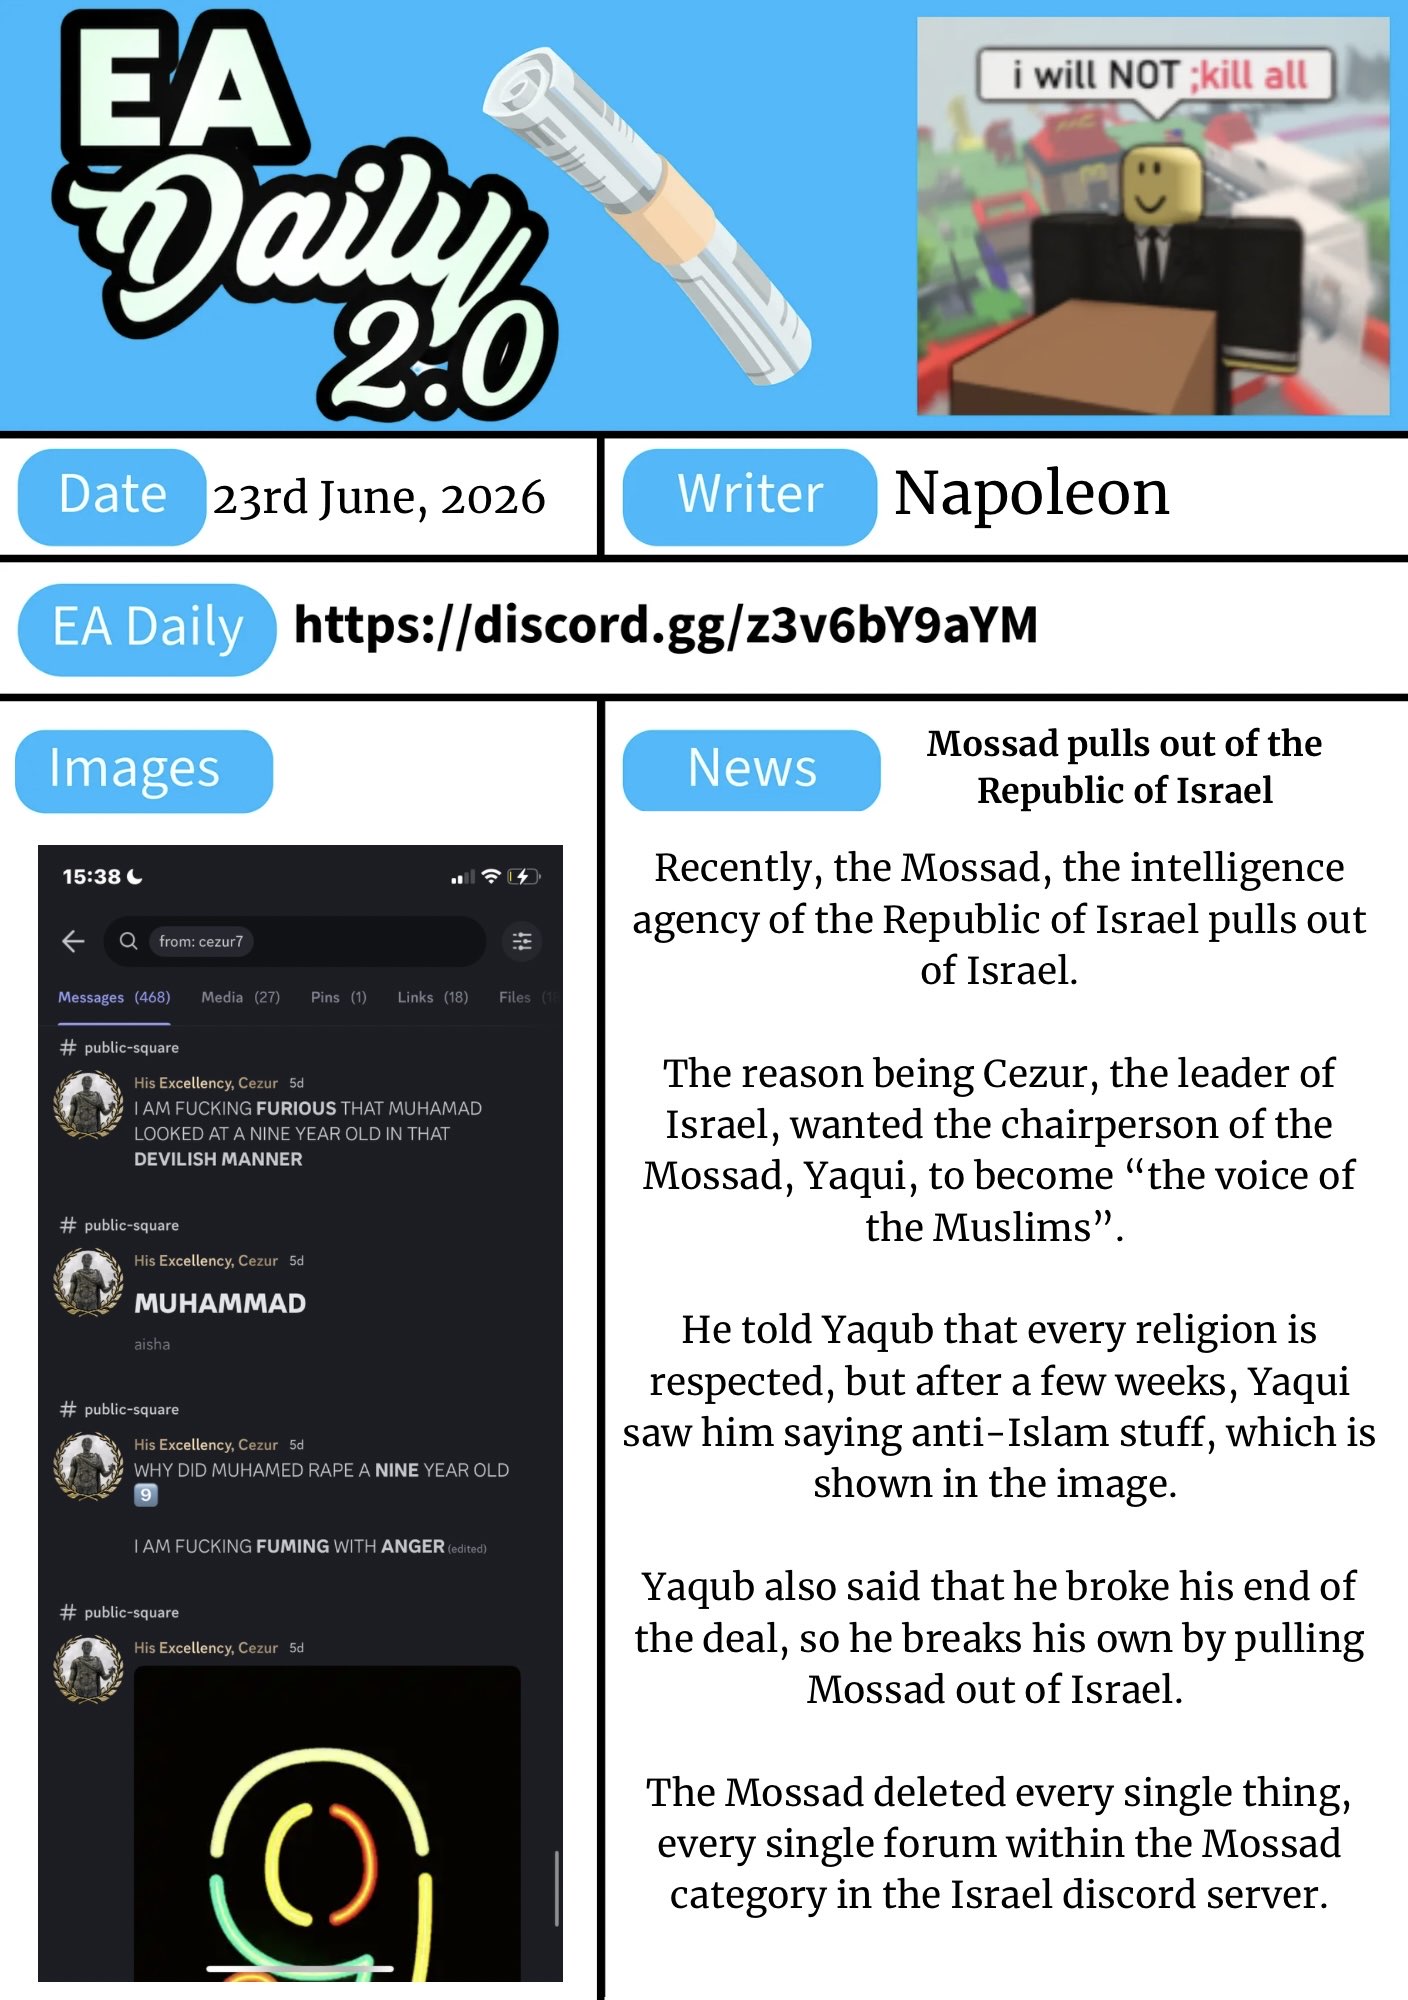 EA
Daily
2.0
i will NOT ;kill all
Date
23rd June, 2026
Writer
Napoleon
EA Daily
https://discord.gg/z3v6bY9aYM
Images
15:38
from: cezur7
Messages (468) Media (27) Pins (1) Links (18) Files
# public-square
His Excellency, Cezur 5d
I AM FUCKING FURIOUS THAT MUHAMAD
LOOKED AT A NINE YEAR OLD IN THAT
DEVILISH MANNER
# public-square
His Excellency, Cezur 5d
MUHAMMAD
aisha
# public-square
His Excellency, Cezur 5d
WHY DID MUHAMED RAPE A NINE YEAR OLD
9
I AM FUCKING FUMING WITH ANGER (edited)
# public-square
His Excellency, Cezur 5d
News
Mossad pulls out of the
Republic of Israel
Recently, the Mossad, the intelligence
agency of the Republic of Israel pulls out
of Israel.
The reason being Cezur, the leader of
Israel, wanted the chairperson of the
Mossad, Yaqui, to become “the voice of
the Muslims”.
He told Yaqub that every religion is
respected, but after a few weeks, Yaqui
saw him saying anti-Islam stuff, which is
shown in the image.
Yaqub also said that he broke his end of
the deal, so he breaks his own by pulling
Mossad out of Israel.
The Mossad deleted every single thing,
every single forum within the Mossad
category in the Israel discord server.